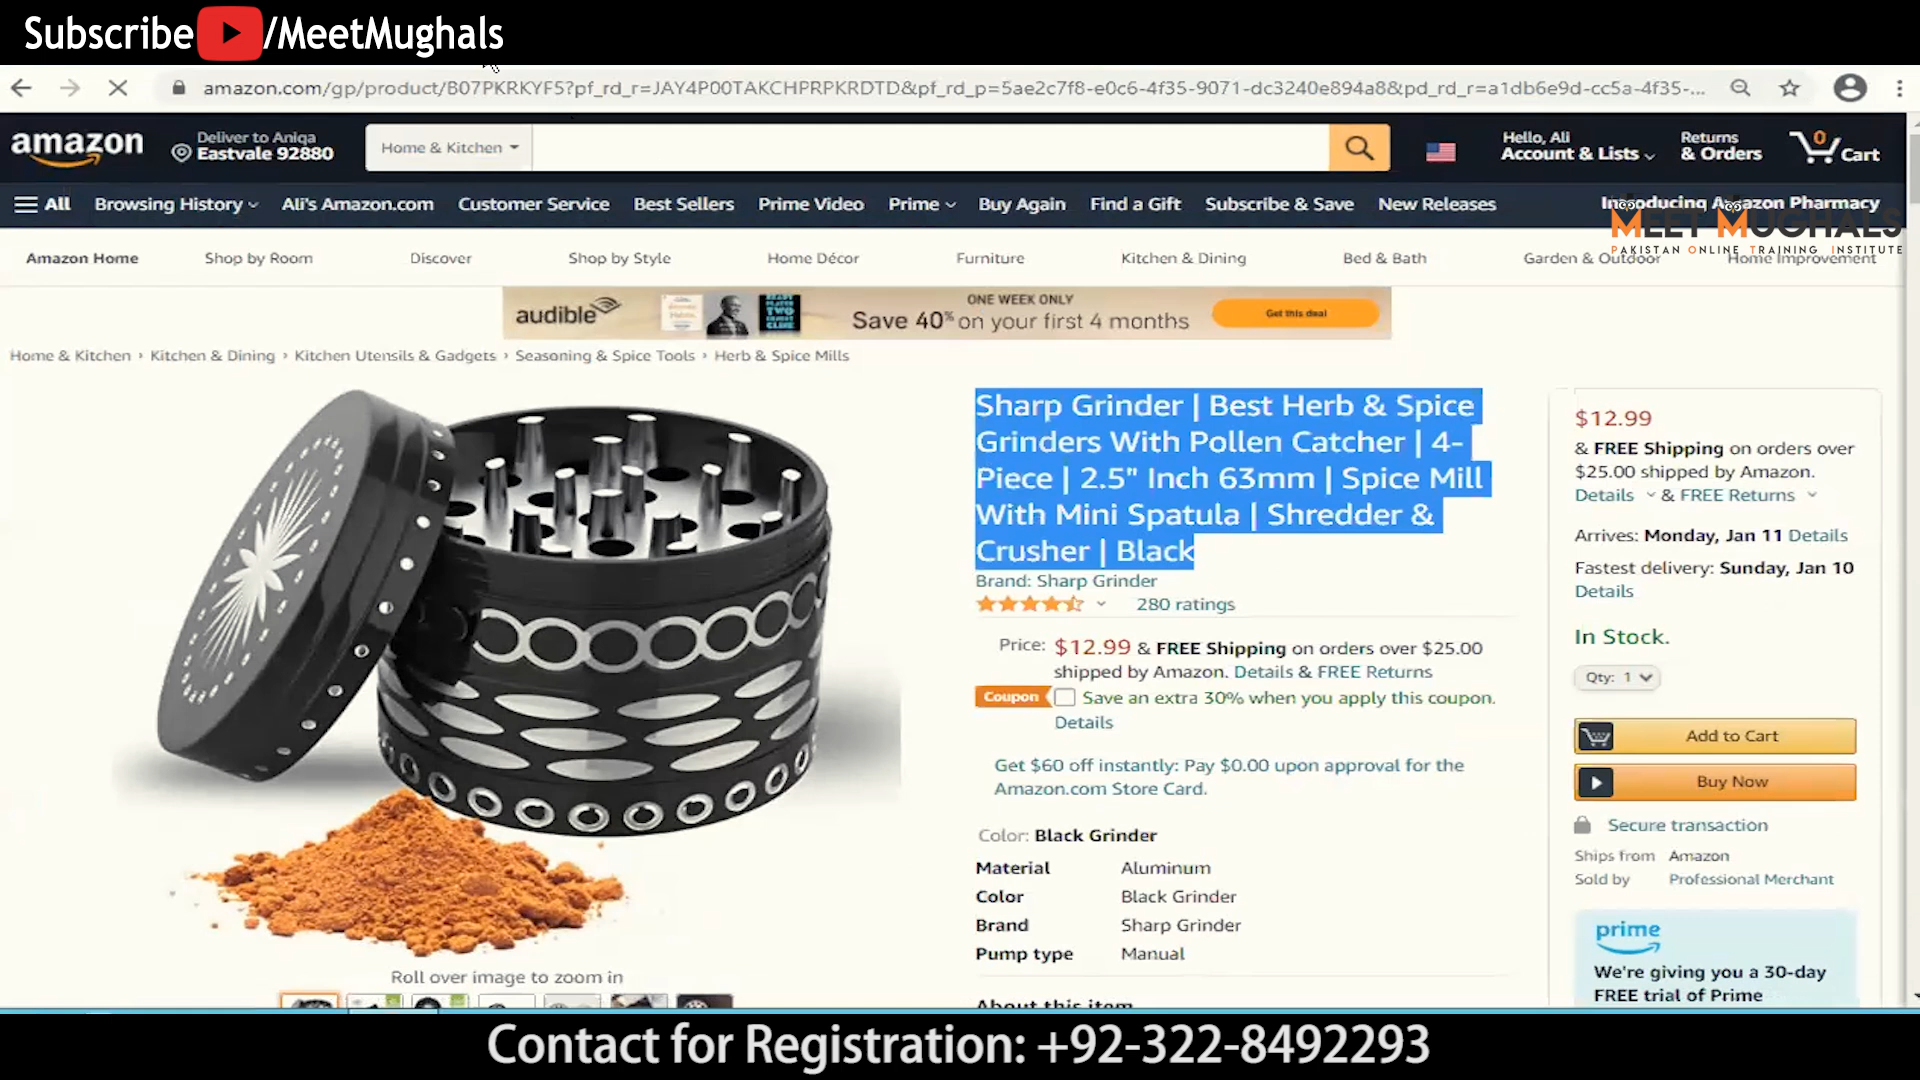 Subscribe /MeetMughals
amazon.com/gp/product/B07PKRKYF5?pf_rd_r=JAY4P00TAKCHPRPKRDTD&pf_rd_p=5ae2c7f8-e0c6-4f35-9071-dc3240e894a8&pd_rd_r=a1db6e9d-cc5a-4f35-...
amazon
Deliver to Aniqa
Eastvale 92880
Home & Kitchen
Hello, Ali
Account & Lists
Returns
& Orders
0
Cart
All Browsing History Ali's Amazon.com Customer Service Best Sellers Prime Video Prime Buy Again Find a Gift Subscribe & Save New Releases Introducing Amazon Pharmacy
MEET MUGHALS
PAKISTAN ONLINE TRAINING INSTITUTE
Amazon Home Shop by Room Discover Shop by Style Home Décor Furniture Kitchen & Dining Bed & Bath Garden & Outdoor Home Improvement
audible
ONE WEEK ONLY
Save 40% on your first 4 months
Get this deal
Home & Kitchen › Kitchen & Dining › Kitchen Utensils & Gadgets › Seasoning & Spice Tools › Herb & Spice Mills
Sharp Grinder | Best Herb & Spice
Grinders With Pollen Catcher | 4-
Piece | 2.5" Inch 63mm | Spice Mill
With Mini Spatula | Shredder &
Crusher | Black
Brand: Sharp Grinder
280 ratings
Price: $12.99 & FREE Shipping on orders over $25.00
shipped by Amazon. Details & FREE Returns
Coupon Save an extra 30% when you apply this coupon.
Details
Get $60 off instantly: Pay $0.00 upon approval for the
Amazon.com Store Card.
Color: Black Grinder
Material Aluminum
Color Black Grinder
Brand Sharp Grinder
Pump type Manual
About this item
Roll over image to zoom in
$12.99
& FREE Shipping on orders over
$25.00 shipped by Amazon.
Details & FREE Returns
Arrives: Monday, Jan 11 Details
Fastest delivery: Sunday, Jan 10
Details
In Stock.
Qty: 1
Add to Cart
Buy Now
Secure transaction
Ships from Amazon
Sold by Professional Merchant
prime
We're giving you a 30-day
FREE trial of Prime
Contact for Registration: +92-322-8492293